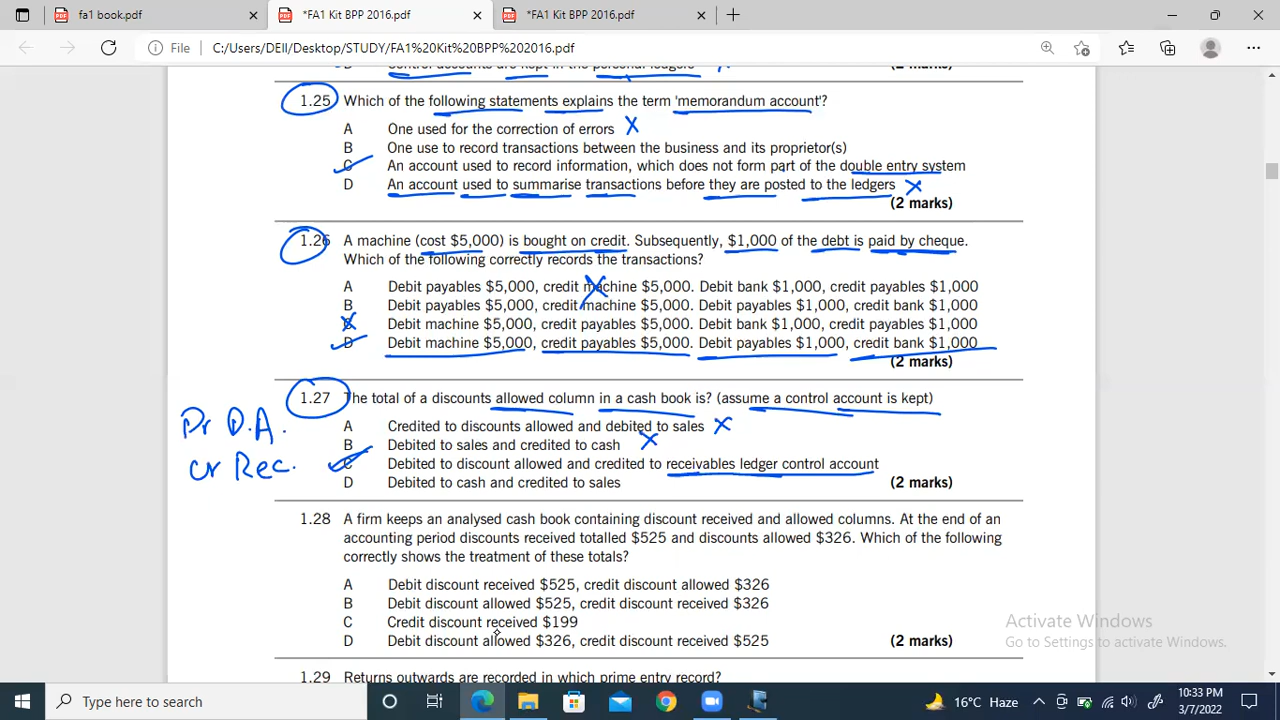 fa1 book.pdf
*FA1 Kit BPP 2016.pdf
*FA1 Kit BPP 2016.pdf
File
C:/Users/DEll/Desktop/STUDY/FA1%20Kit%20BPP%202016.pdf
(2 marks)
1.25 Which of the following statements explains the term 'memorandum account'?
A One used for the correction of errors
B One use to record transactions between the business and its proprietor(s)
C An account used to record information, which does not form part of the double entry system
D An account used to summarise transactions before they are posted to the ledgers
(2 marks)
1.26 A machine (cost $5,000) is bought on credit. Subsequently, $1,000 of the debt is paid by cheque.
Which of the following correctly records the transactions?
A Debit payables $5,000, credit machine $5,000. Debit bank $1,000, credit payables $1,000
B Debit payables $5,000, credit machine $5,000. Debit payables $1,000, credit bank $1,000
Debit machine $5,000, credit payables $5,000. Debit bank $1,000, credit payables $1,000
D Debit machine $5,000, credit payables $5,000. Debit payables $1,000, credit bank $1,000
(2 marks)
1.27 The total of a discounts allowed column in a cash book is? (assume a control account is kept)
Dr D.A.
A Credited to discounts allowed and debited to sales
B Debited to sales and credited to cash
cr Rec.
C Debited to discount allowed and credited to receivables ledger control account
D Debited to cash and credited to sales (2 marks)
1.28 A firm keeps an analysed cash book containing discount received and allowed columns. At the end of an
accounting period discounts received totalled $525 and discounts allowed $326. Which of the following
correctly shows the treatment of these totals?
A Debit discount received $525, credit discount allowed $326
B Debit discount allowed $525, credit discount received $326
C Credit discount received $199
D Debit discount allowed $326, credit discount received $525 (2 marks)
1.29 Returns outwards are recorded in which prime entry record?
Activate Windows
Go to Settings to activate Windows.
Type here to search
16°C Haze
10:33 PM
3/7/2022